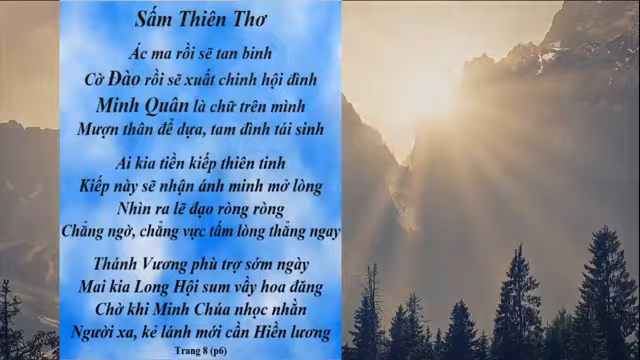 Sấm Thiên Thơ
Ác ma rồi sẽ tan binh
Cờ Đào rồi sẽ xuất chinh hội đình
Minh Quân là chữ trên mình
Mượn thân để dựa, tam đình tái sinh
Ai kia tiền kiếp thiên tinh
Kiếp này sẽ nhận ánh minh mở lòng
Nhìn ra lẽ đạo ròng ròng
Chẳng ngờ, chẳng vực tấm lòng thẳng ngay
Thánh Vương phù trợ sớm ngày
Mai kia Long Hội sum vầy hoa đăng
Chờ khi Minh Chúa nhọc nhằn
Người xa, kẻ lánh mới cần Hiền lương
Trang 8 (p6)